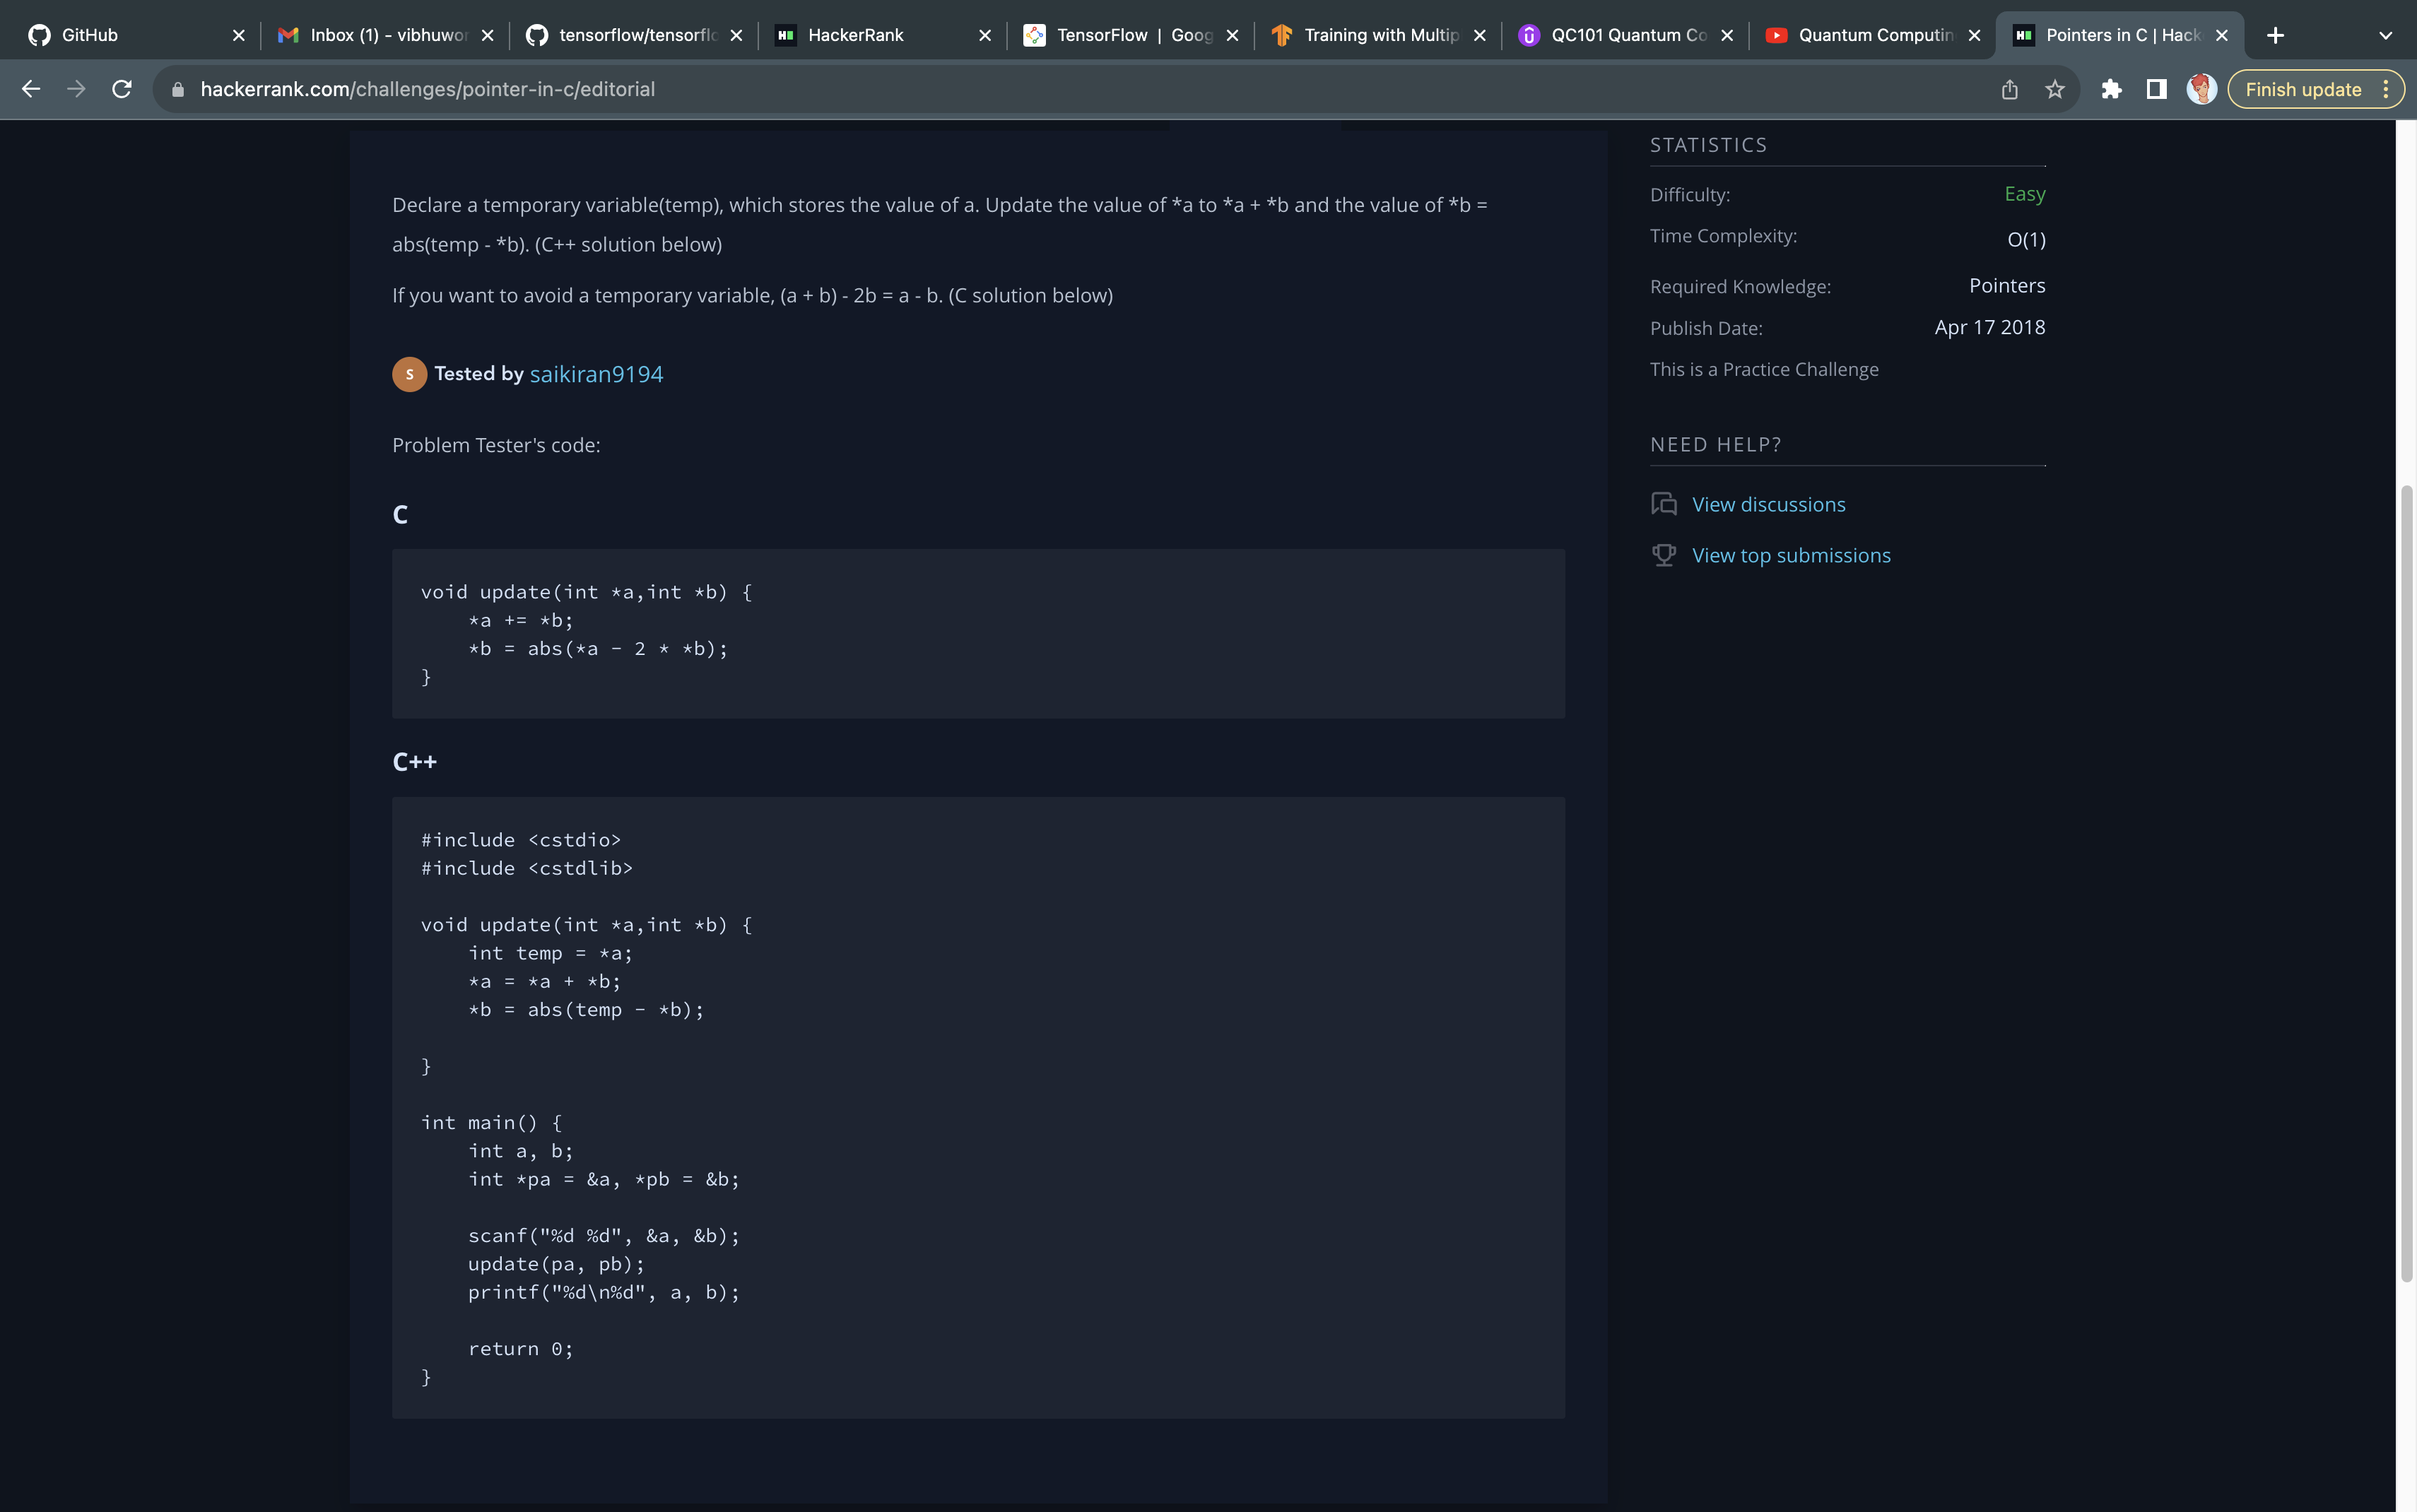 GitHub
Inbox (1) - vibhuwor
tensorflow/tensorflo
HackerRank
TensorFlow | Goog
Training with Multip
QC101 Quantum Co
Quantum Computin
Pointers in C | Hack
hackerrank.com/challenges/pointer-in-c/editorial
Finish update
Declare a temporary variable(temp), which stores the value of a. Update the value of *a to *a + *b and the value of *b =
abs(temp - *b). (C++ solution below)
If you want to avoid a temporary variable, (a + b) - 2b = a - b. (C solution below)
S Tested by saikiran9194
Problem Tester's code:
C
void update(int *a,int *b) {
    *a += *b;
    *b = abs(*a - 2 * *b);
}
C++
#include <cstdio>
#include <cstdlib>
void update(int *a,int *b) {
    int temp = *a;
    *a = *a + *b;
    *b = abs(temp - *b);
}
int main() {
    int a, b;
    int *pa = &a, *pb = &b;
    scanf("%d %d", &a, &b);
    update(pa, pb);
    printf("%d\n%d", a, b);
    return 0;
}
STATISTICS
Difficulty: Easy
Time Complexity: O(1)
Required Knowledge: Pointers
Publish Date: Apr 17 2018
This is a Practice Challenge
NEED HELP?
View discussions
View top submissions